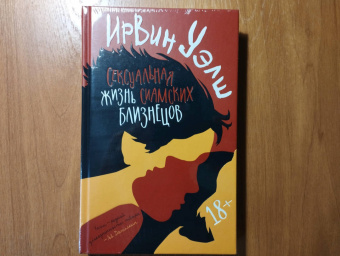 Ирвин Уэлш
Сексуальная
жизнь сиамских
близнецов
18+